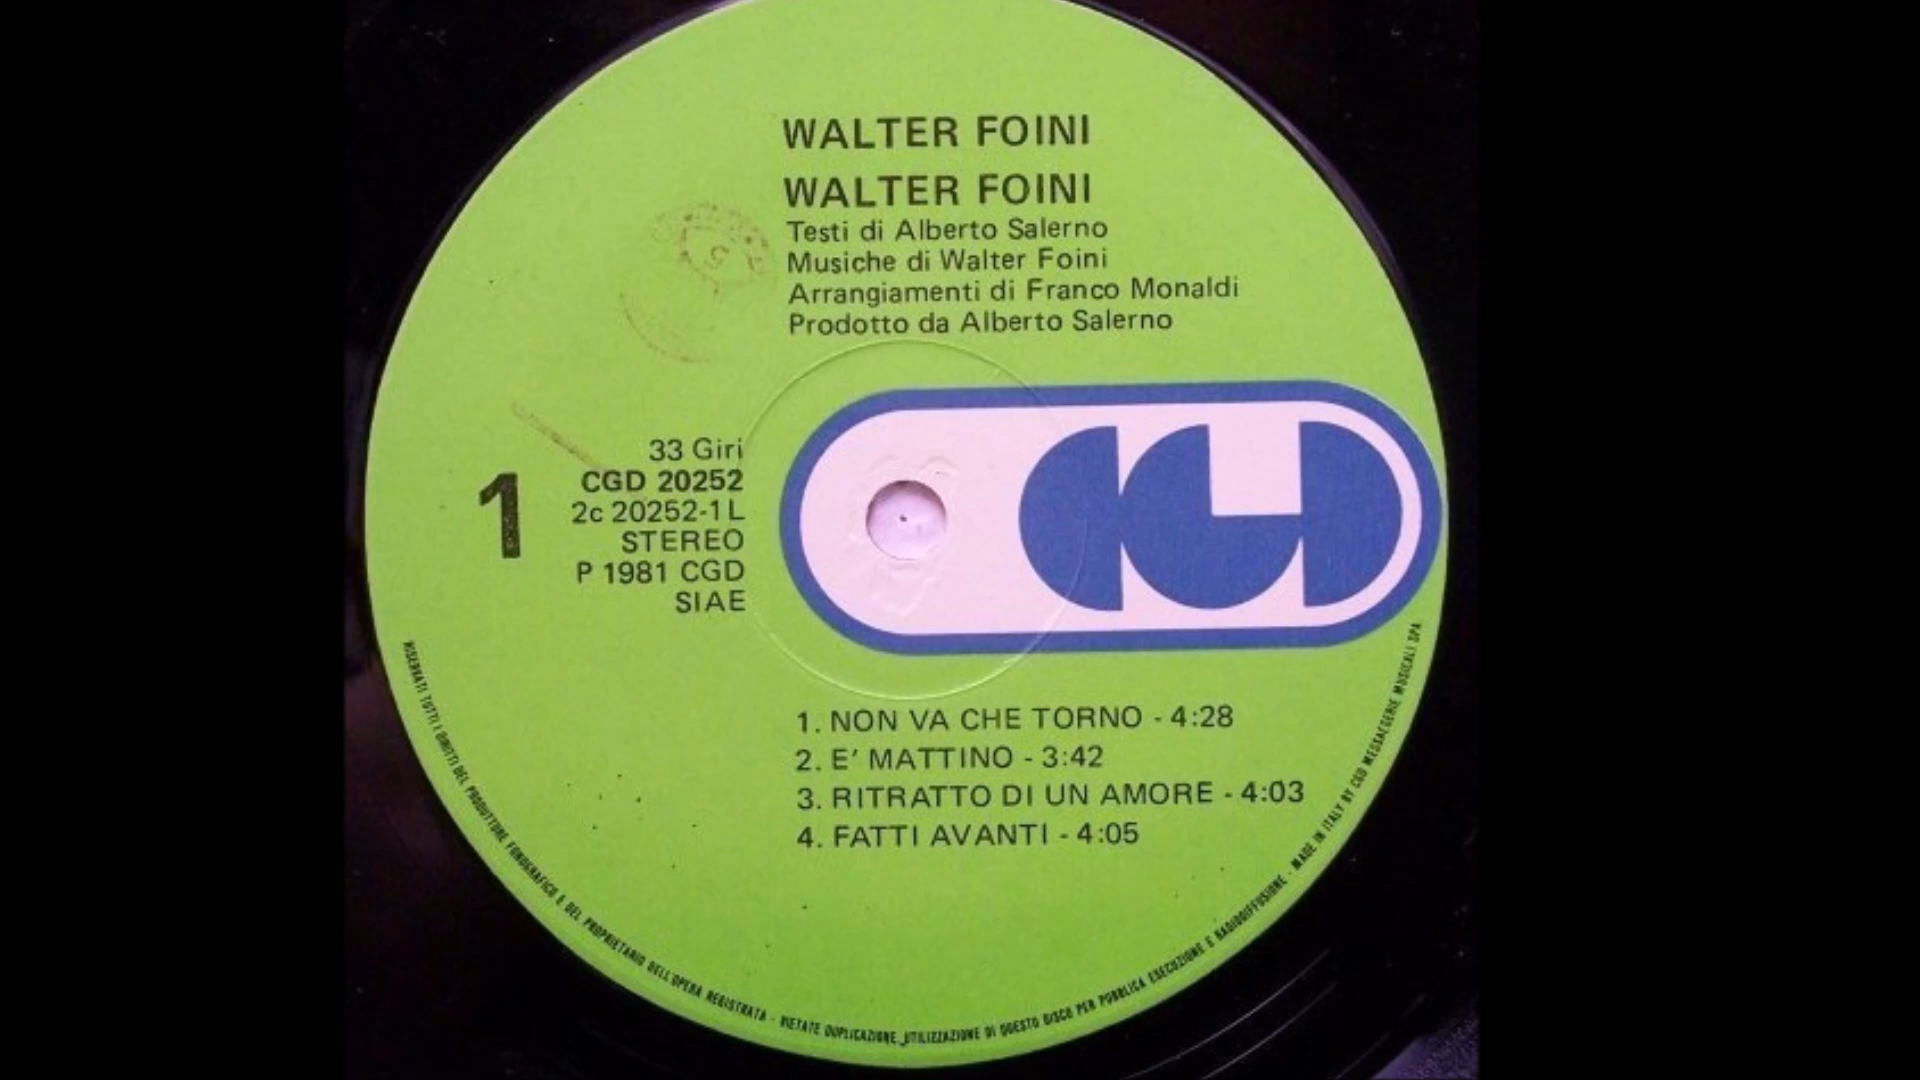 WALTER FOINI
WALTER FOINI
Testi di Alberto Salerno
Musiche di Walter Foini
Arrangiamenti di Franco Monaldi
Prodotto da Alberto Salerno
33 Giri
CGD 20252
2c 20252-1L
STEREO
P 1981 CGD
SIAE
1
CGD
1. NON VA CHE TORNO - 4:28
2. E' MATTINO - 3:42
3. RITRATTO DI UN AMORE - 4:03
4. FATTI AVANTI - 4:05
RISERVATI TUTTI I DIRITTI DEL PRODUTTORE FONOGRAFICO E DEL PROPRIETARIO DELL'OPERA REGISTRATA - VIETATE DUPLICAZIONE, UTILIZZAZIONE DI QUESTO DISCO PER PUBBLICA ESECUZIONE E RADIODIFFUSIONE - MADE IN ITALY BY CGD MESSAGGERIE MUSICALI SPA